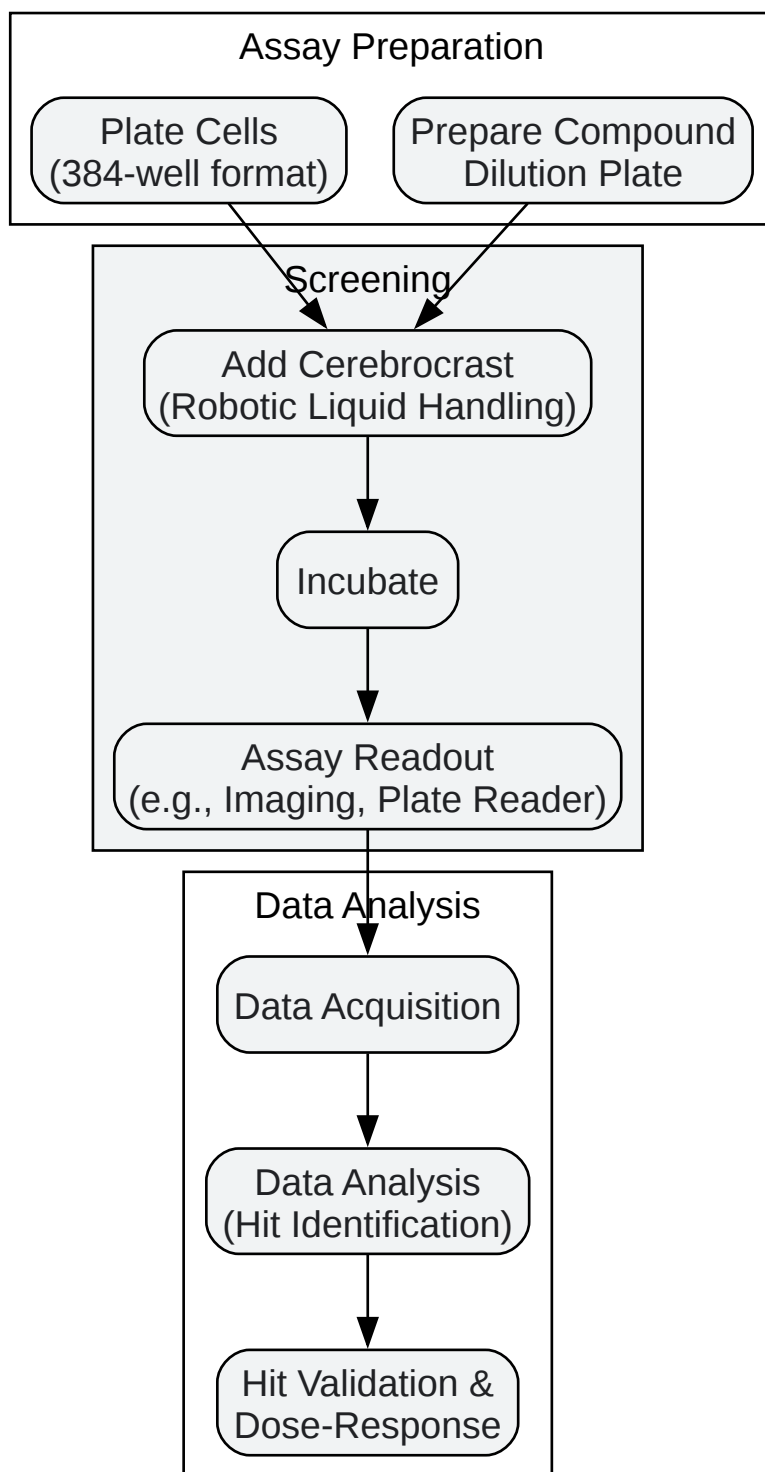 Assay Preparation
Plate Cells
(384-well format)
Prepare Compound
Dilution Plate
Screening
Add Cerebrocrast
(Robotic Liquid Handling)
Incubate
Assay Readout
(e.g., Imaging, Plate Reader)
Data Analysis
Data Acquisition
Data Analysis
(Hit Identification)
Hit Validation &
Dose-Response